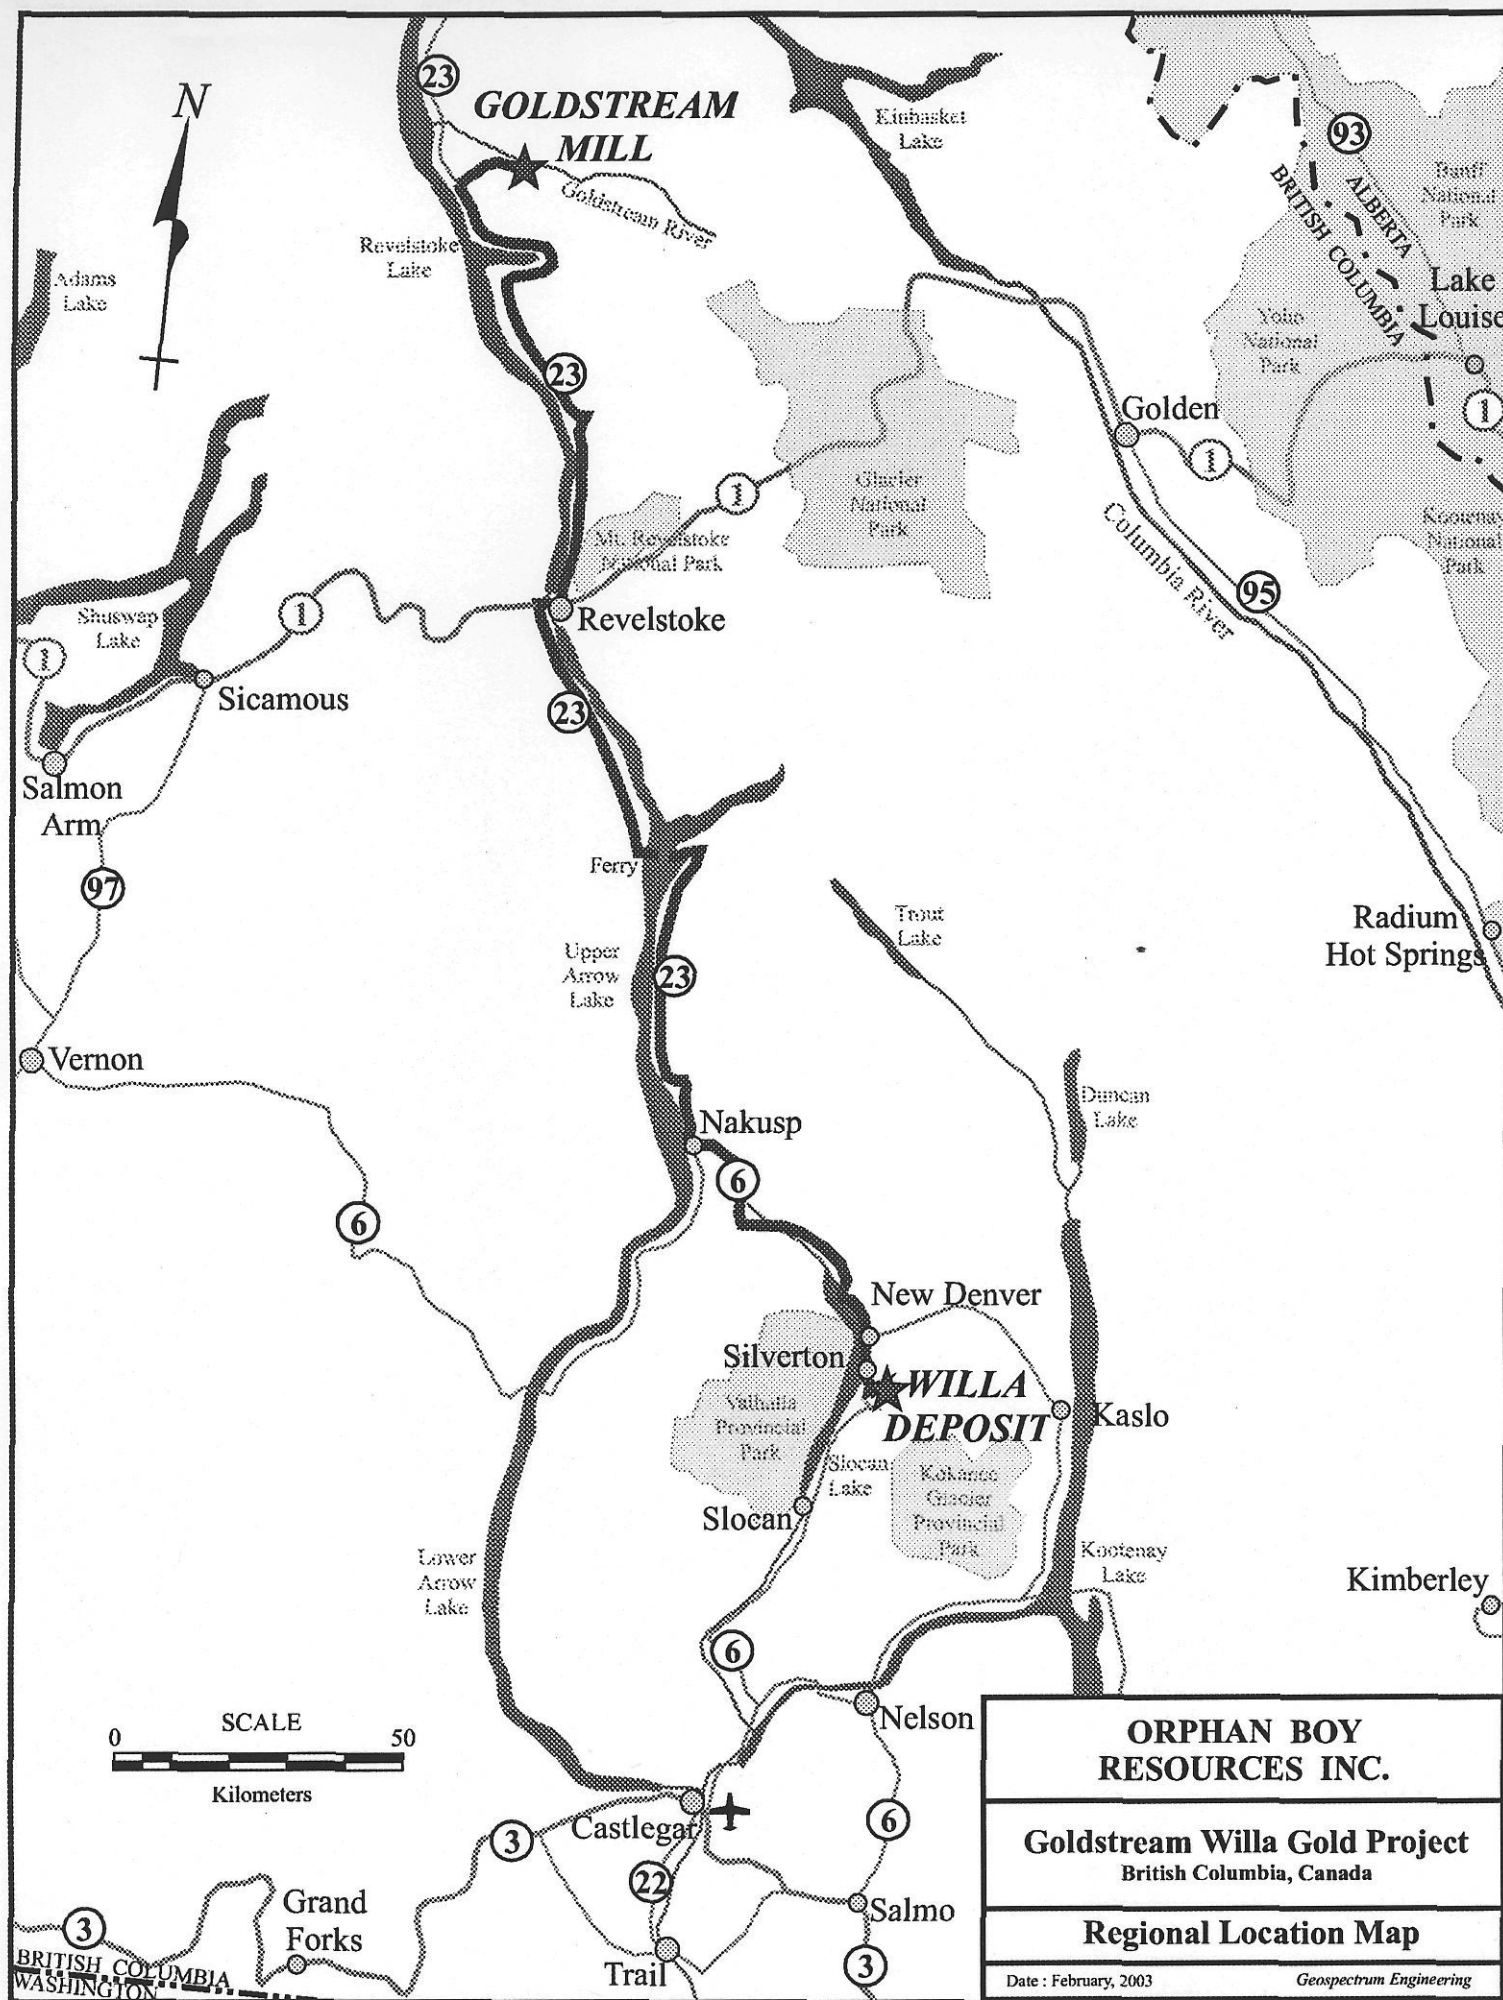 23
N
GOLDSTREAM
MILL
Goldstream River
Kinbasket
Lake
93
BRITISH COLUMBIA
ALBERTA
Banff
National
Park
Revelstoke
Lake
Adams
Lake
Lake
Louise
Yoho
National
Park
23
1
Golden
1
1
Glacier
National
Park
Columbia River
Kootenay
National
Park
Mt. Revelstoke
National Park
95
Shuswap
Lake
1
1
Revelstoke
Sicamous
23
Salmon
Arm
Ferry
97
Trout
Lake
Radium
Hot Springs
Upper
Arrow
Lake
23
Vernon
Duncan
Lake
Nakusp
6
6
New Denver
Silverton
WILLA
DEPOSIT
Valhalla
Provincial
Park
Kaslo
Slocan
Lake
Kokanee
Glacier
Provincial
Park
Slocan
Lower
Arrow
Lake
Kootenay
Lake
Kimberley
6
Nelson
SCALE
0 50
Kilometers
Castlegar
3
6
22
Salmo
Grand
Forks
3
3
Trail
BRITISH COLUMBIA
WASHINGTON
ORPHAN BOY
RESOURCES INC.
Goldstream Willa Gold Project
British Columbia, Canada
Regional Location Map
Date : February, 2003 Geospectrum Engineering